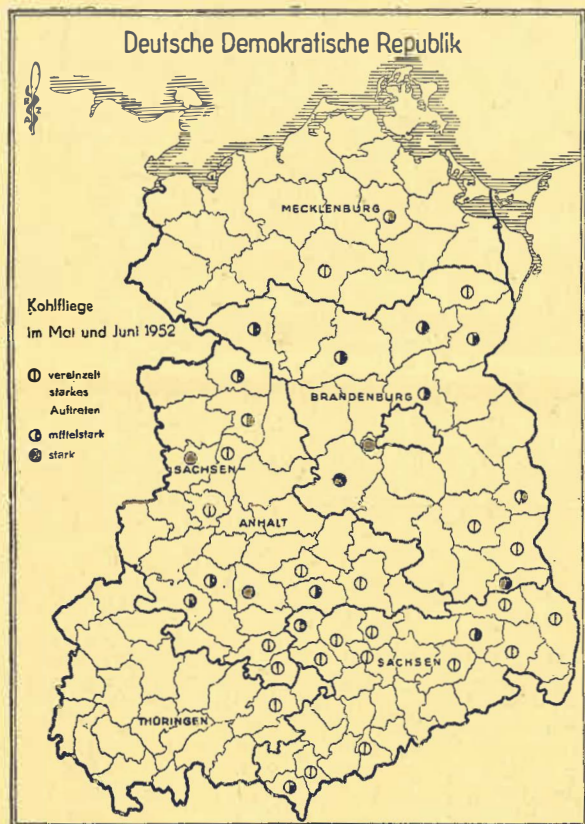 Deutsche Demokratische Republik
MECKLENBURG
Kohlfliege
im Mai und Juni 1952
vereinzelt
starkes
Auftreten
mittelstark
stark
BRANDENBURG
SACHSEN-
ANHALT
SACHSEN
THÜRINGEN